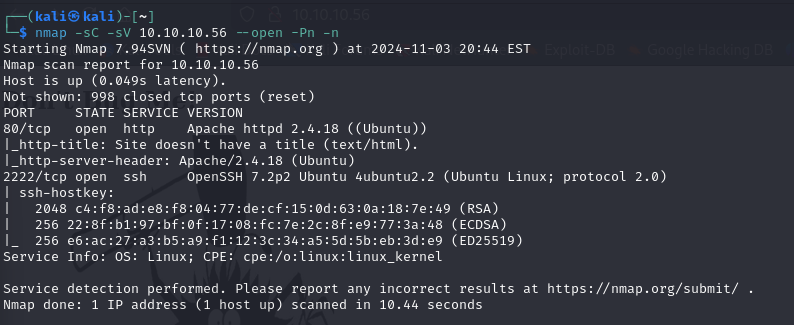 ┌──(kali㉿kali)-[~]
└─$ nmap -sC -sV 10.10.10.56 --open -Pn -n
Starting Nmap 7.94SVN ( https://nmap.org ) at 2024-11-03 20:44 EST
Nmap scan report for 10.10.10.56
Host is up (0.049s latency).
Not shown: 998 closed tcp ports (reset)
PORT     STATE SERVICE VERSION
80/tcp   open  http    Apache httpd 2.4.18 ((Ubuntu))
|_http-title: Site doesn't have a title (text/html).
|_http-server-header: Apache/2.4.18 (Ubuntu)
2222/tcp open  ssh     OpenSSH 7.2p2 Ubuntu 4ubuntu2.2 (Ubuntu Linux; protocol 2.0)
| ssh-hostkey:
|   2048 c4:f8:ad:e8:f8:04:77:de:cf:15:0d:63:0a:18:7e:49 (RSA)
|   256 22:8f:b1:97:bf:0f:17:08:fc:7e:2c:8f:e9:77:3a:48 (ECDSA)
|_  256 e6:ac:27:a3:b5:a9:f1:12:3c:34:a5:5d:5b:eb:3d:e9 (ED25519)
Service Info: OS: Linux; CPE: cpe:/o:linux:linux_kernel
Service detection performed. Please report any incorrect results at https://nmap.org/submit/ .
Nmap done: 1 IP address (1 host up) scanned in 10.44 seconds
10.10.10.56
Exploit-DB
Google Hacking DB